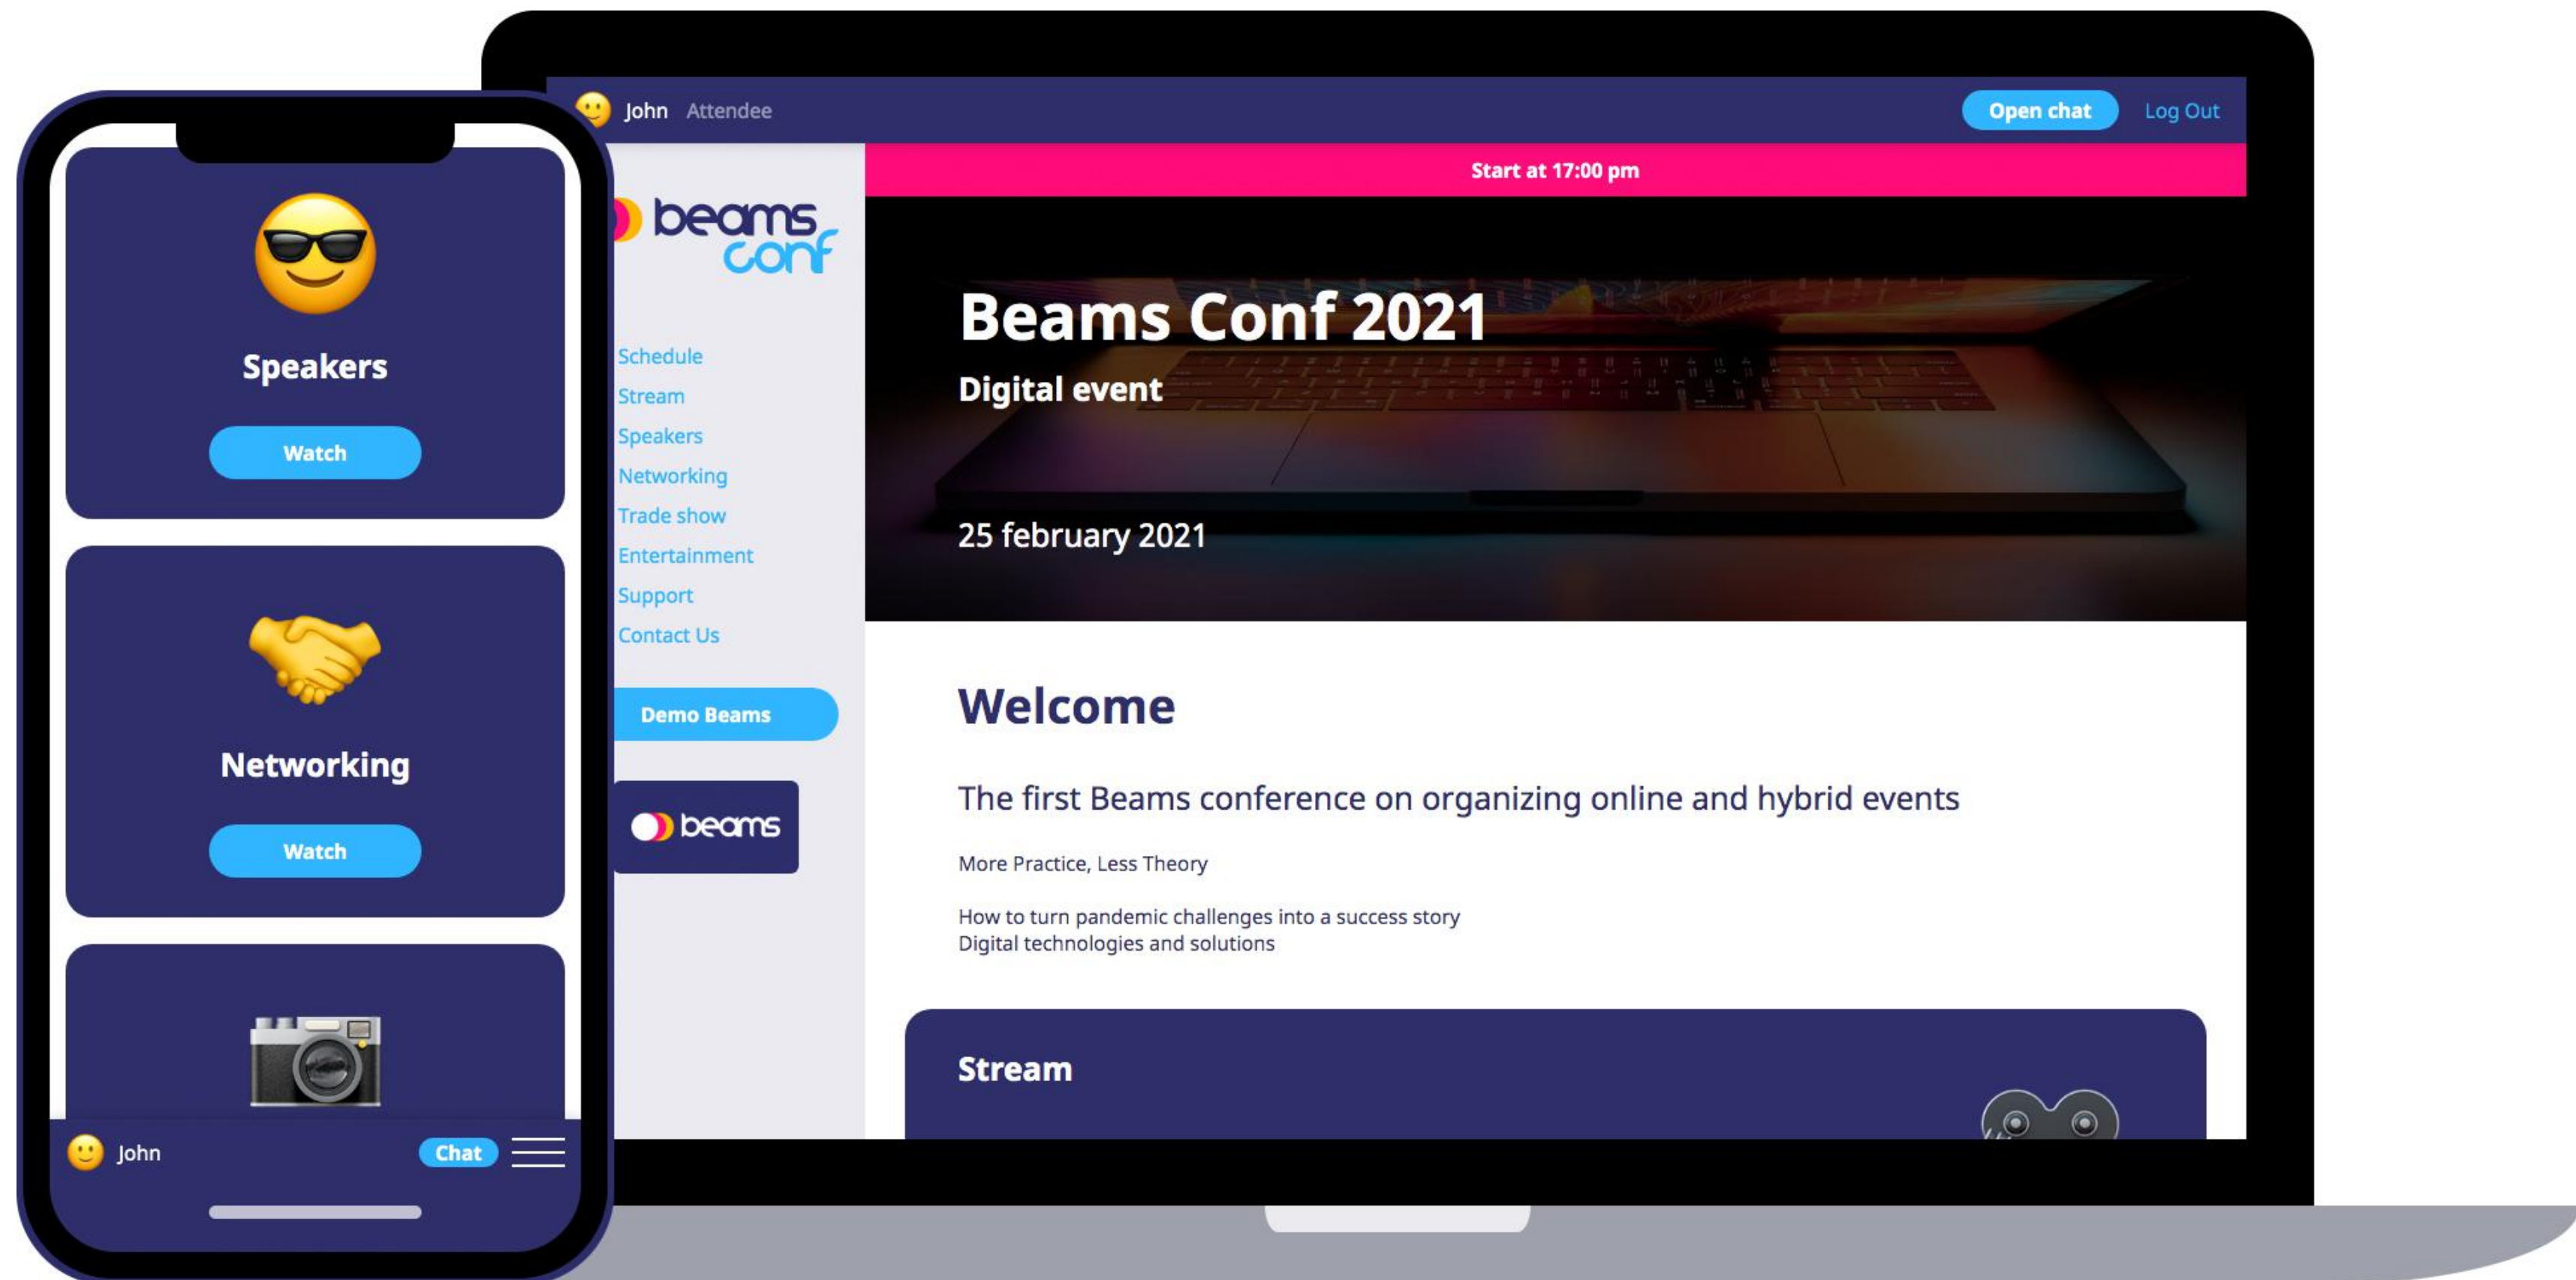 Speakers
Watch
Networking
Watch
John
Chat
John Attendee
Open chat
Log Out
beams
conf
Schedule
Stream
Speakers
Networking
Trade show
Entertainment
Support
Contact Us
Demo Beams
beams
Start at 17:00 pm
Beams Conf 2021
Digital event
25 february 2021
Welcome
The first Beams conference on organizing online and hybrid events
More Practice, Less Theory
How to turn pandemic challenges into a success story
Digital technologies and solutions
Stream